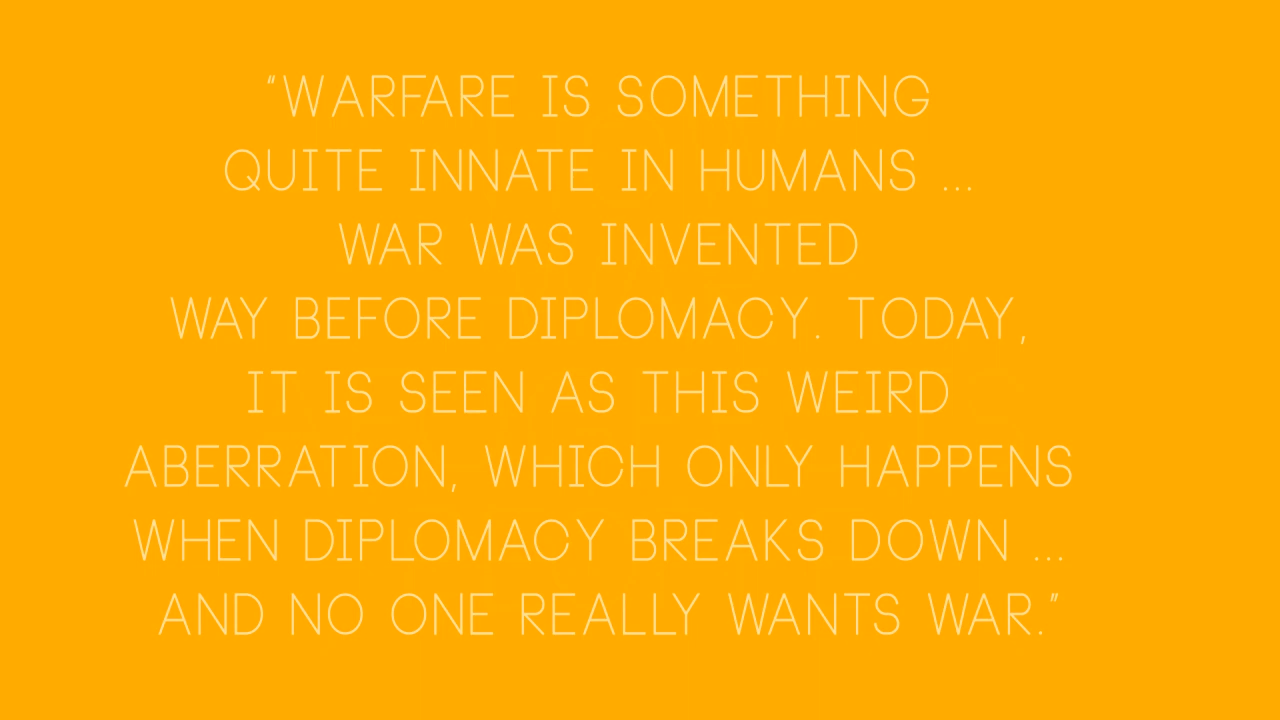 “WARFARE IS SOMETHING
QUITE INNATE IN HUMANS ...
WAR WAS INVENTED
WAY BEFORE DIPLOMACY. TODAY,
IT IS SEEN AS THIS WEIRD
ABERRATION, WHICH ONLY HAPPENS
WHEN DIPLOMACY BREAKS DOWN ...
AND NO ONE REALLY WANTS WAR.”